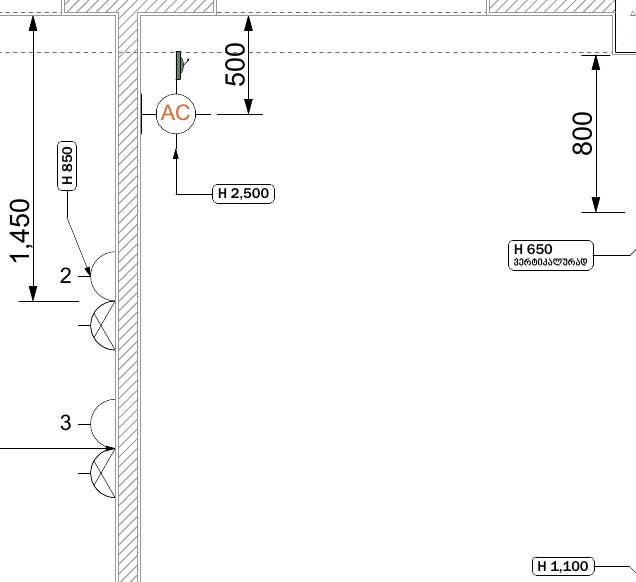 500
AC
800
H 850
H 2,500
1,450
H 650
ᲕᲔᲠᲢᲘᲙᲐᲚᲣᲠᲐᲓ
2
3
H 1,100